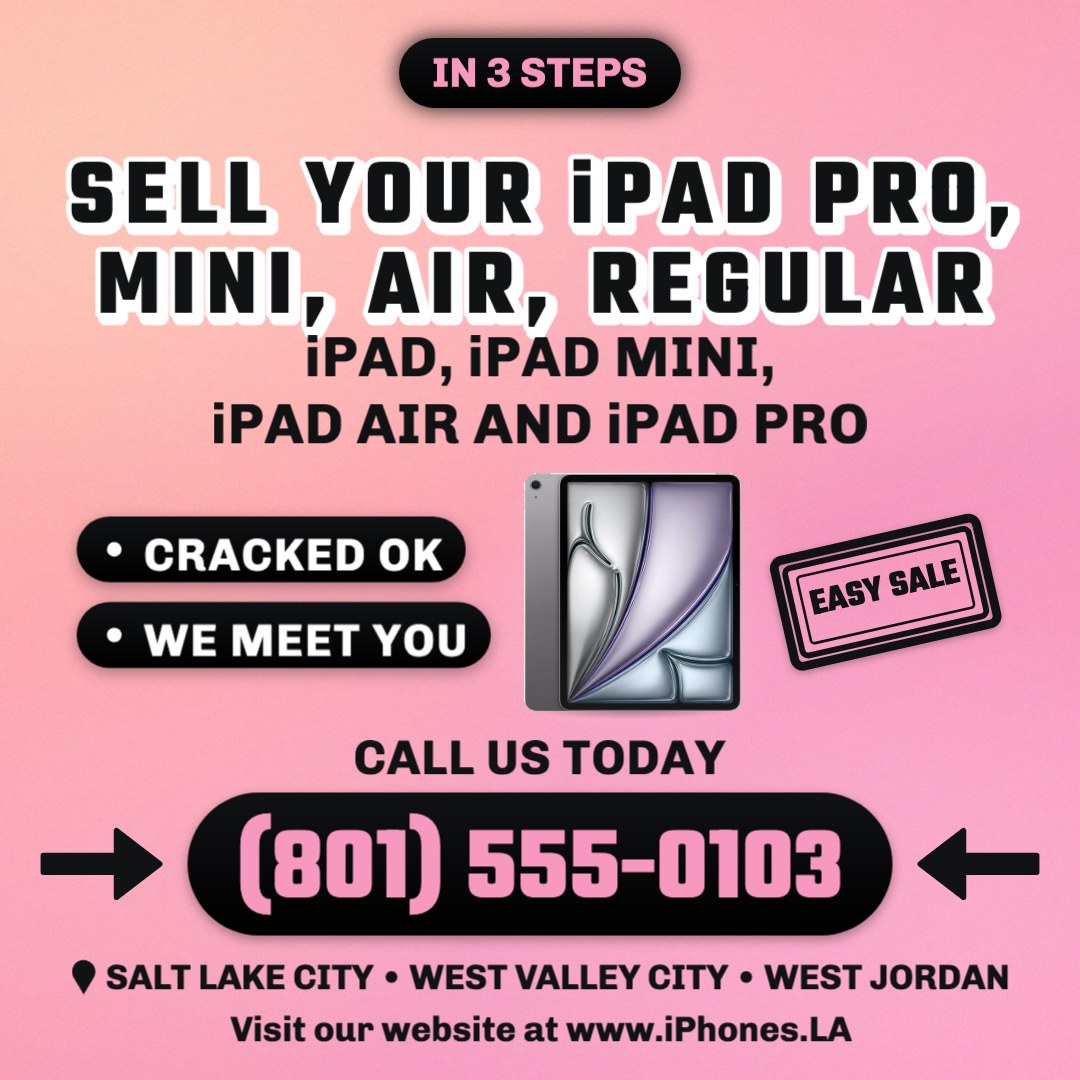 IN 3 STEPS
SELL YOUR iPAD PRO,
MINI, AIR, REGULAR
iPAD, iPAD MINI,
iPAD AIR AND iPAD PRO
• CRACKED OK
• WE MEET YOU
EASY SALE
CALL US TODAY
(801) 555-0103
SALT LAKE CITY • WEST VALLEY CITY • WEST JORDAN
Visit our website at www.iPhones.LA